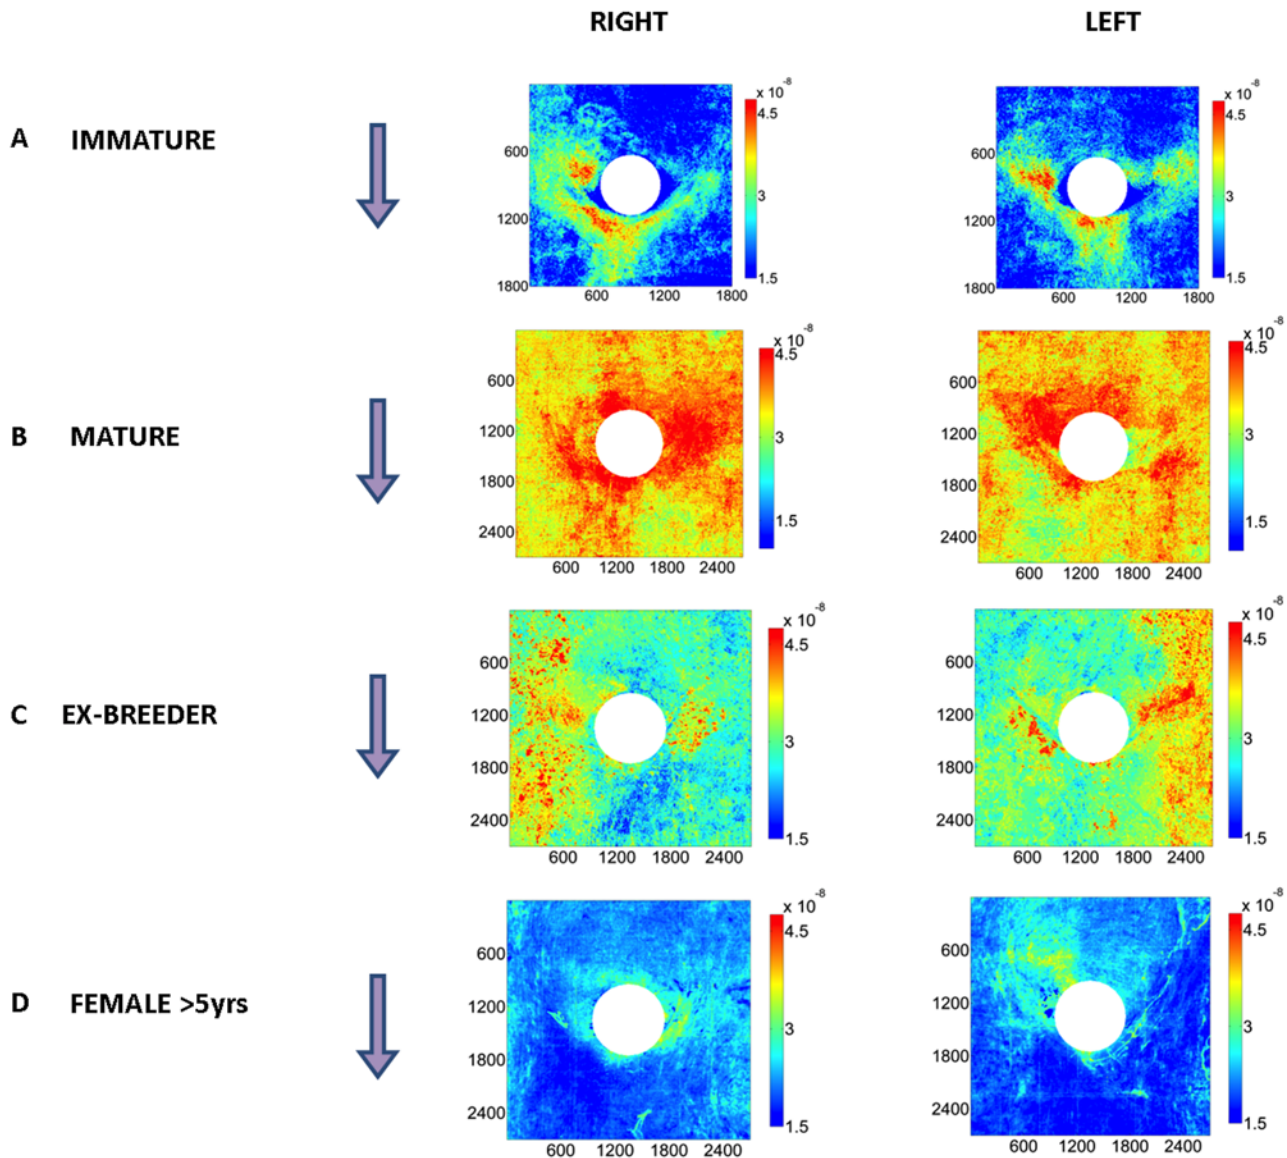 RIGHT LEFT
A IMMATURE
x 10-8 x 10-8
4.5 4.5
600 600
3 3
1200 1200
1.5 1.5
1800 1800
600 1200 1800 600 1200 1800
x 10-8 x 10-8
4.5 4.5
600 600
B MATURE
1200 3 1200 3
1800 1800
1.5 1.5
2400 2400
600 1200 1800 2400 600 1200 1800 2400
x 10-8 x 10-8
4.5 4.5
600 600
C EX-BREEDER
1200 1200
3 3
1800 1800
2400 2400
1.5 1.5
600 1200 1800 2400 600 1200 1800 2400
x 10-8 x 10-8
4.5 4.5
600 600
D FEMALE >5yrs
1200 1200
3 3
1800 1800
2400 2400
1.5 1.5
600 1200 1800 2400 600 1200 1800 2400